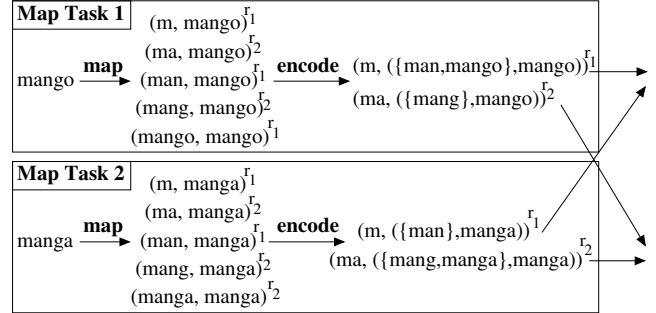 Map Task 1
(m, mango)^r1
(ma, mango)^r2
mango map (man, mango)^r1 encode (m, ({man,mango},mango))^r1
(mang, mango)^r2 (ma, ({mang},mango))^r2
(mango, mango)^r1
Map Task 2
(m, manga)^r1
(ma, manga)^r2
manga map (man, manga)^r1 encode (m, ({man},manga))^r1
(mang, manga)^r2 (ma, ({mang,manga},manga))^r2
(manga, manga)^r2